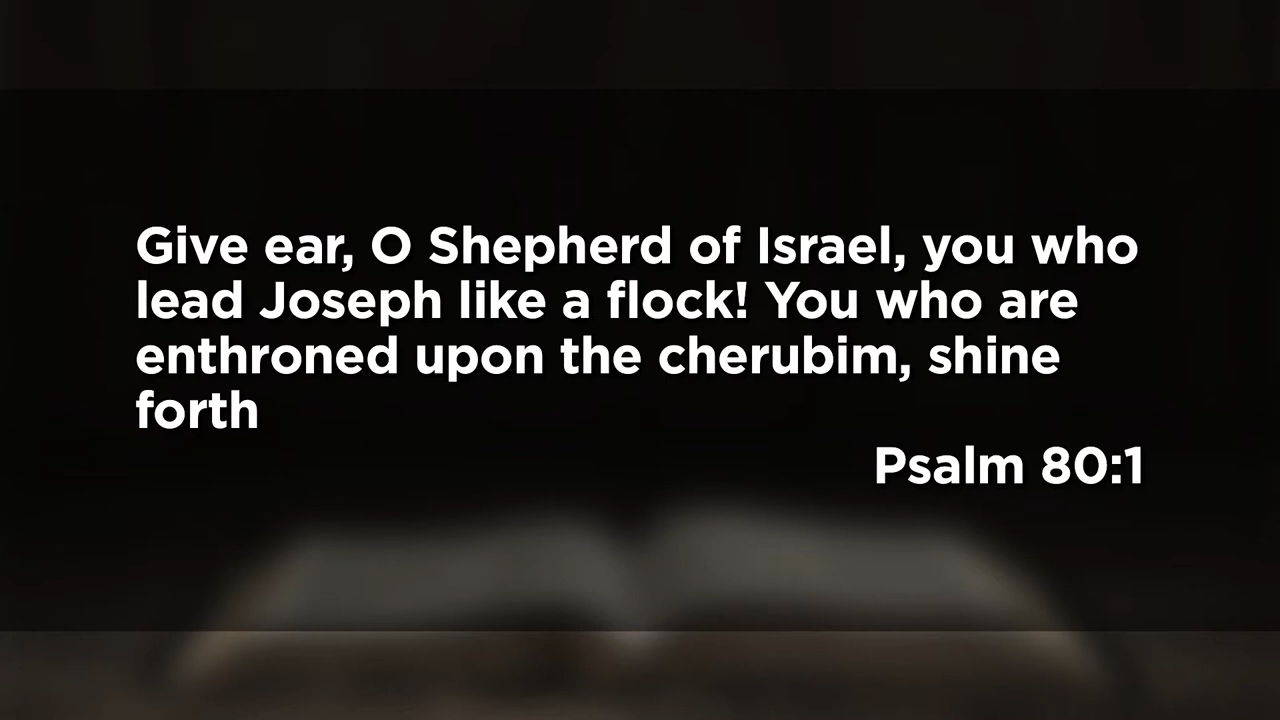 Give ear, O Shepherd of Israel, you who
lead Joseph like a flock! You who are
enthroned upon the cherubim, shine
forth
Psalm 80:1